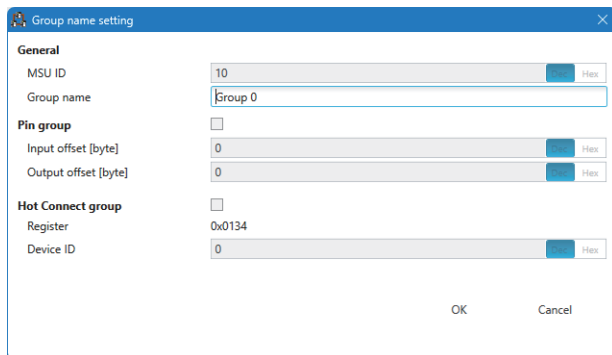 Group name setting
General
MSU ID 10 Dec Hex
Group name Group 0
Pin group
Input offset [byte] 0 Dec Hex
Output offset [byte] 0 Dec Hex
Hot Connect group
Register 0x0134
Device ID 0 Dec Hex
OK Cancel